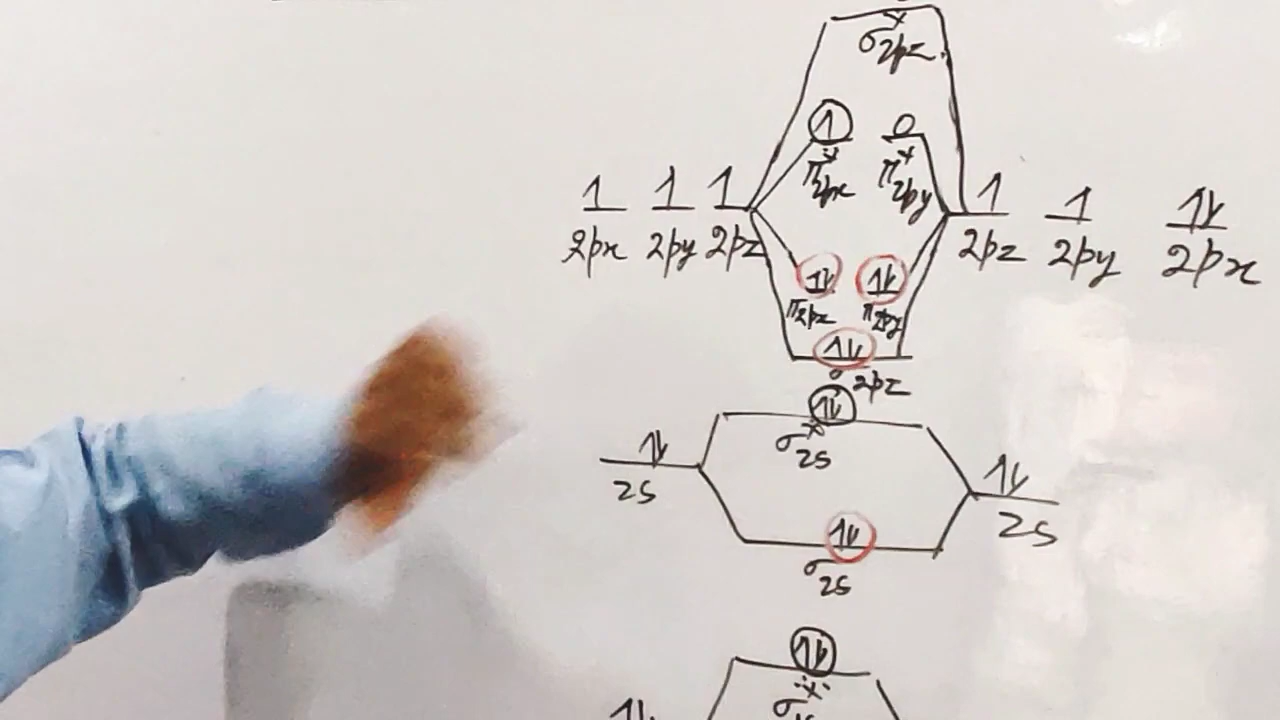 σ*2pz
1 0
π*2px π*2py
1 1 1 1 1 1↓
2px 2py 2pz 2pz 2py 2px
1↓ 1↓
π2px π2py
1↓
σ2pz
1↓
σ*2s
1↓ 1↓
2s 2s
1↓
σ2s
1↓
1↓